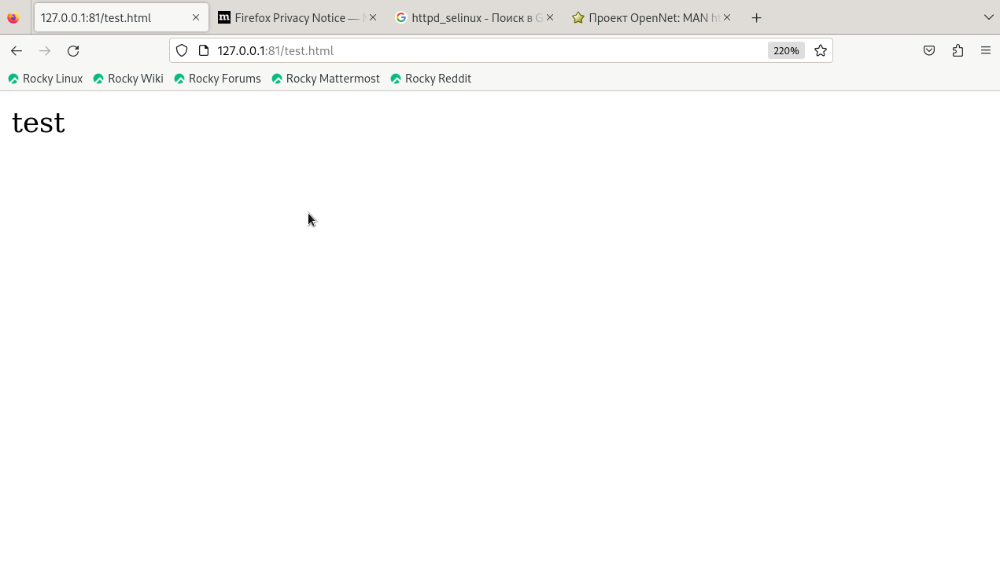 127.0.0.1:81/test.html
Firefox Privacy Notice —
httpd_selinux - Поиск в G
Проект OpenNet: MAN ht
127.0.0.1:81/test.html
220%
Rocky Linux
Rocky Wiki
Rocky Forums
Rocky Mattermost
Rocky Reddit
test